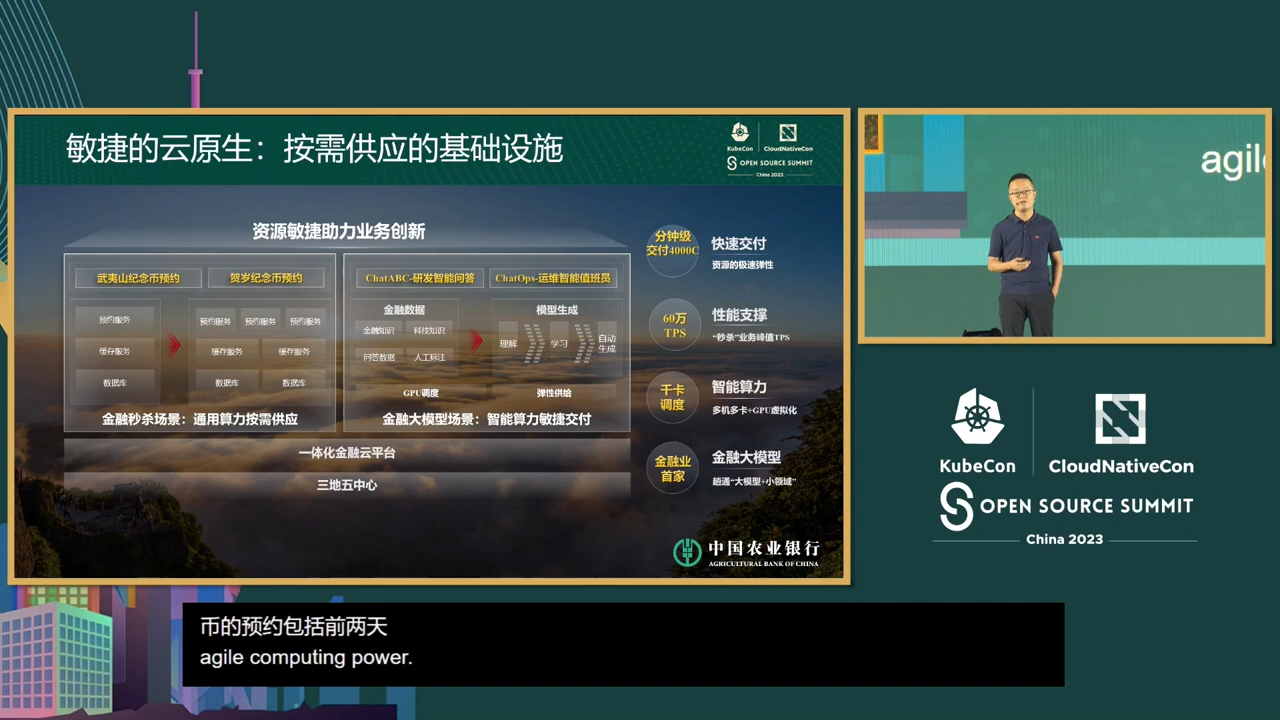 敏捷的云原生：按需供应的基础设施
KubeCon
CloudNativeCon
OPEN SOURCE SUMMIT
China 2023
资源敏捷助力业务创新
武夷山纪念币预约
贺岁纪念币预约
预约服务
缓存服务
数据库
预约服务 预约服务 预约服务
缓存服务 缓存服务
数据库 数据库
金融秒杀场景：通用算力按需供应
ChatABC-研发智能问答
ChatOps-运维智能值班员
金融数据
金融知识 科技知识
问答数据 人工标注
模型生成
理解
学习
自动
生成
GPU调度
弹性供给
金融大模型场景：智能算力敏捷交付
一体化金融云平台
三地五中心
分钟级
交付4000C
快速交付
资源的极速弹性
60万
TPS
性能支撑
“秒杀”业务峰值TPS
千卡
调度
智能算力
多机多卡+GPU虚拟化
金融业
首家
金融大模型
趟通“大模型+小领域”
中国农业银行
AGRICULTURAL BANK OF CHINA
agil
KubeCon
CloudNativeCon
OPEN SOURCE SUMMIT
China 2023
币的预约包括前两天
agile computing power.